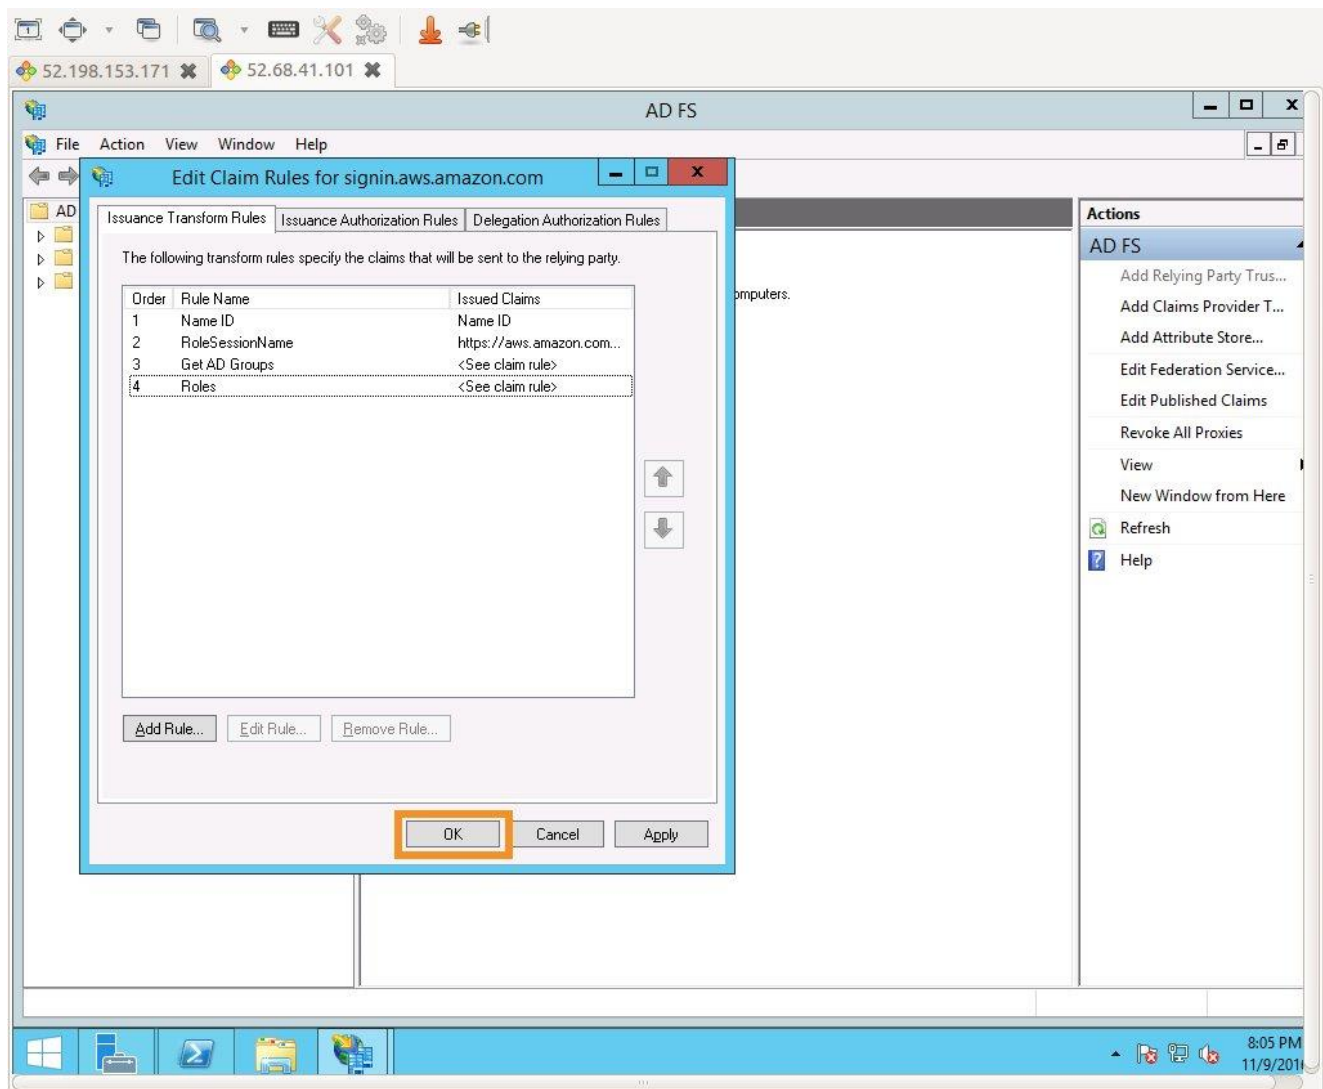 52.198.153.171
52.68.41.101
AD FS
File Action View Window Help
Edit Claim Rules for signin.aws.amazon.com
AD
Issuance Transform Rules Issuance Authorization Rules Delegation Authorization Rules
The following transform rules specify the claims that will be sent to the relying party.
Order Rule Name Issued Claims
1 Name ID Name ID
2 RoleSessionName https://aws.amazon.com...
3 Get AD Groups <See claim rule>
4 Roles <See claim rule>
Add Rule... Edit Rule... Remove Rule...
OK Cancel Apply
omputers.
Actions
AD FS
Add Relying Party Trus...
Add Claims Provider T...
Add Attribute Store...
Edit Federation Service...
Edit Published Claims
Revoke All Proxies
View
New Window from Here
Refresh
Help
8:05 PM
11/9/201